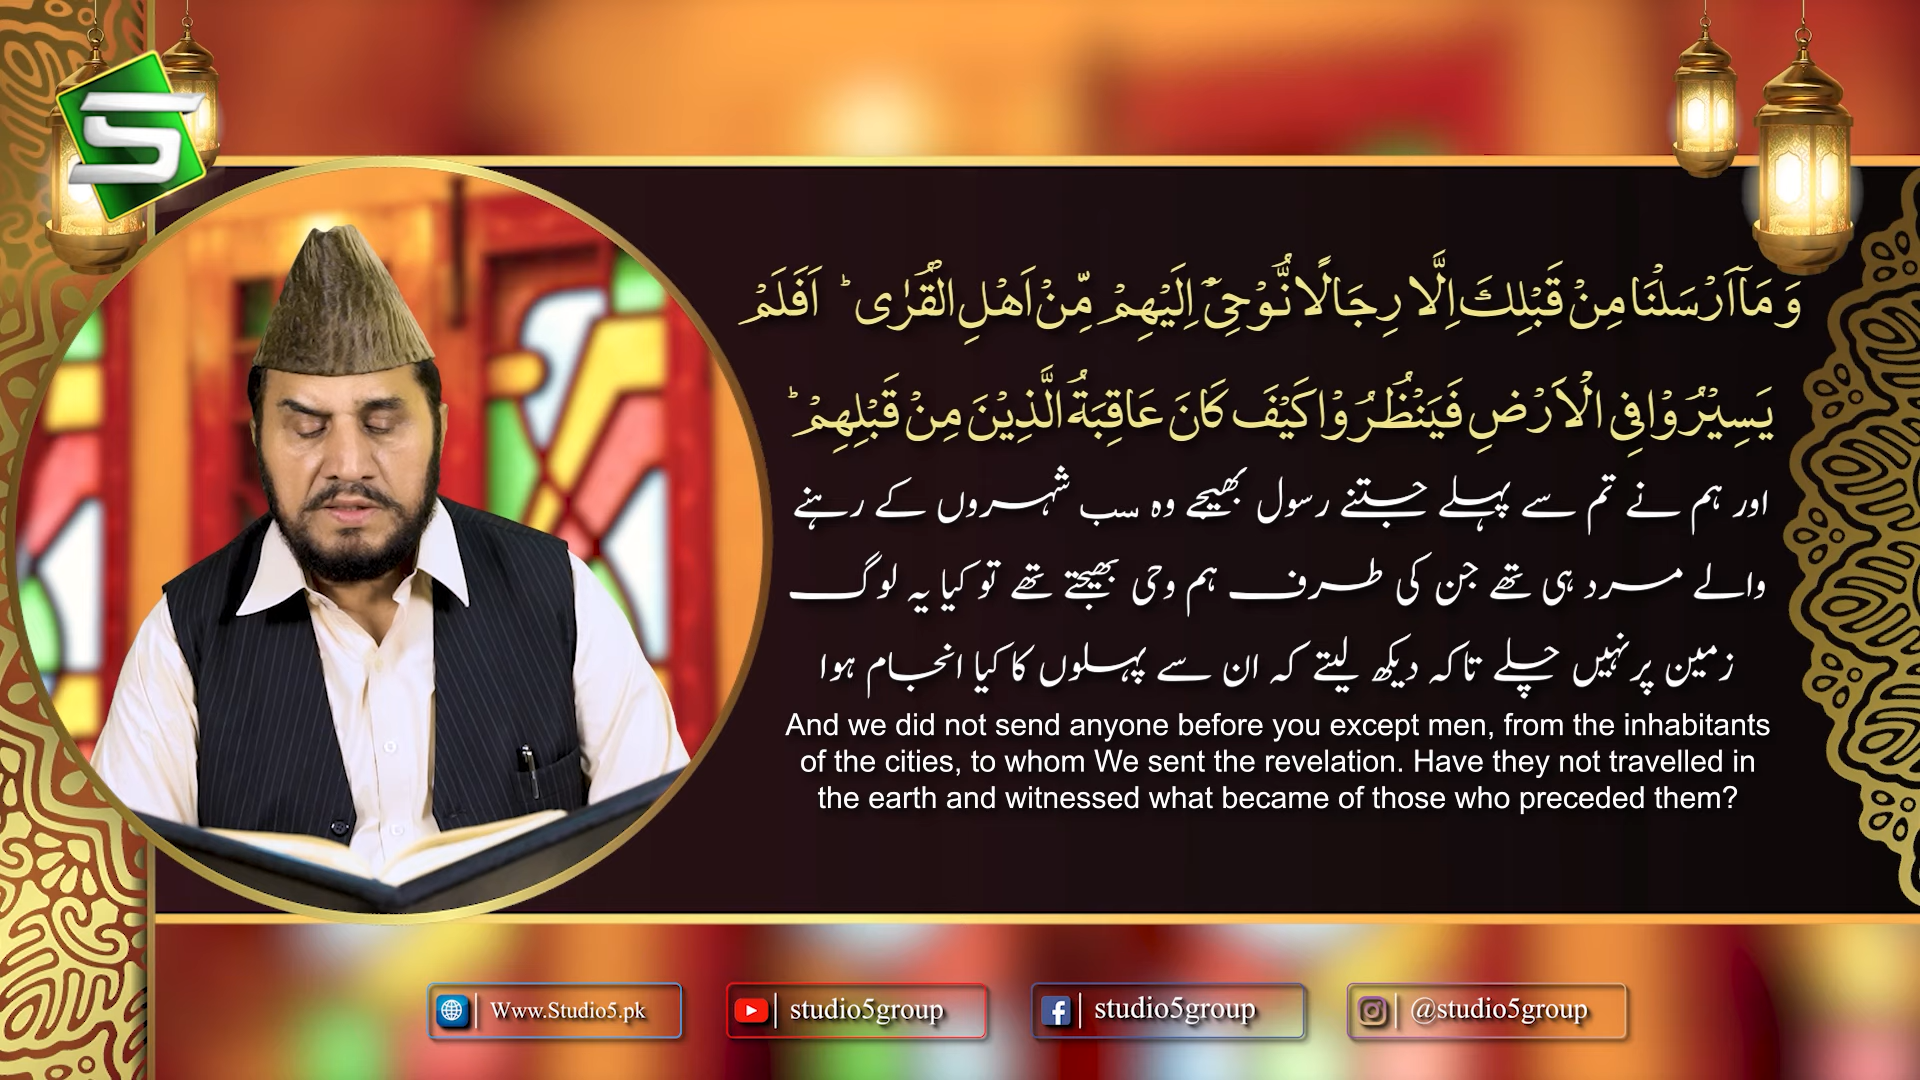 وَ مَاۤ اَرْسَلْنَا مِنْ قَبْلِكَ اِلَّا رِجَالًا نُّوْحِیْۤ اِلَیْهِمْ مِّنْ اَهْلِ الْقُرٰى ؕ اَفَلَمْ
یَسِیْرُوْا فِی الْاَرْضِ فَیَنْظُرُوْا كَیْفَ كَانَ عَاقِبَةُ الَّذِیْنَ مِنْ قَبْلِهِمْ ؕ
اور ہم نے تم سے پہلے جتنے رسول بھیجے وہ سب شہروں کے رہنے
والے مرد ہی تھے جن کی طرف ہم وحی بھیجتے تھے تو کیا یہ لوگ
زمین پر نہیں چلے تاکہ دیکھ لیتے کہ ان سے پہلوں کا کیا انجام ہوا
And we did not send anyone before you except men, from the inhabitants
of the cities, to whom We sent the revelation. Have they not travelled in
the earth and witnessed what became of those who preceded them?
Www.Studio5.pk
studio5group
studio5group
@studio5group